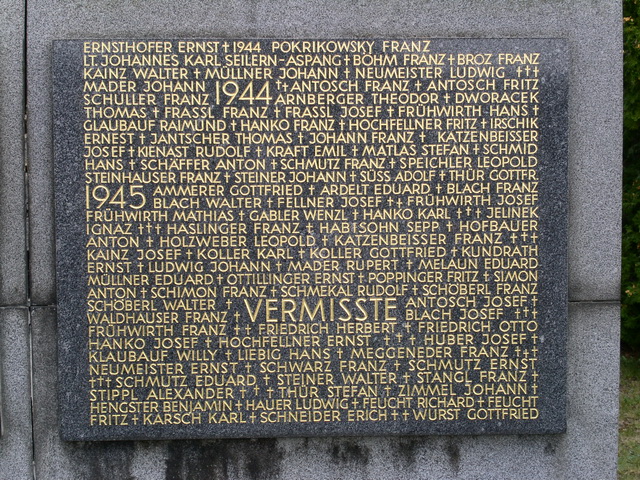 ERNSTHOFER ERNST † 1944 POKRIKOWSKY FRANZ
LT. JOHANNES KARL SEILERN-ASPANG † BÖHM FRANZ † BROZ FRANZ
KAINZ WALTER † MÜLLNER JOHANN † NEUMEISTER LUDWIG †††
MADER JOHANN 1944 †† ANTOSCH FRANZ † ANTOSCH FRITZ
SCHULLER FRANZ ARNBERGER THEODOR † DWORACEK
THOMAS † FRASSL FRANZ † FRASSL JOSEF † FRÜHWIRTH HANS †
GLAUBAUF RAIMUND † HANKO FRANZ † HOCHFELLNER FRITZ † IRSCHIK
ERNEST † JANTSCHER THOMAS † JOHANN FRANZ † KATZENBEISSER
JOSEF † KIENAST RUDOLF † KRAFT EMIL † MATLAS STEFAN † SCHMID
HANS † SCHÄFFER ANTON † SCHMUTZ FRANZ † SPEICHLER LEOPOLD
STEINHAUSER FRANZ † STEINER JOHANN † SÜSS ADOLF † THÜR GOTTFR.
1945 AMMERER GOTTFRIED † ARDELT EDUARD † BLACH FRANZ
BLACH WALTER † FELLNER JOSEF †† FRÜHWIRTH JOSEF
FRÜHWIRTH MATHIAS † GABLER WENZL † HANKO KARL ††† JELINEK
IGNAZ ††† HASLINGER FRANZ † HABITSOHN SEPP † HOFBAUER
ANTON † HOLZWEBER LEOPOLD † KATZENBEISSER FRANZ †††
KAINZ JOSEF † KOLLER KARL † KOLLER GOTTFRIED † KUNDRATH
ERNST † LUDWIG JOHANN † MADER RUPERT † MELAUN EDUARD
MÜLLNER EDUARD † OTTILLINGER ERNST † POPPINGER FRITZ † SIMON
ANTON † SCHIMON FRANZ † SCHMEKAL RUDOLF † SCHÖBERL FRANZ
SCHÖBERL WALTER † VERMISSTE ANTOSCH JOSEF †
WALDHAUSER FRANZ † BLACH JOSEF †††
FRÜHWIRTH FRANZ †† FRIEDRICH HERBERT † FRIEDRICH OTTO
HANKO JOSEF † HOCHFELLNER ERNST ††† HUBER JOSEF
KLAUBAUF WILLY † LIEBIG HANS † MEGGENEDER FRANZ †††
NEUMEISTER ERNST † SCHWARZ FRANZ † SCHMUTZ ERNST
††† SCHMUTZ EDUARD † STEINER WALTER † STANGL FRANZ †
STIPPL ALEXANDER † † † THÜR STEFAN † ZIMMEL JOHANN †
HENGSTER BENJAMIN † HAUER LUDWIG † FEUCHT RICHARD † FEUCHT
FRITZ † KARSCH KARL † SCHNEIDER ERICH †† WURST GOTTFRIED